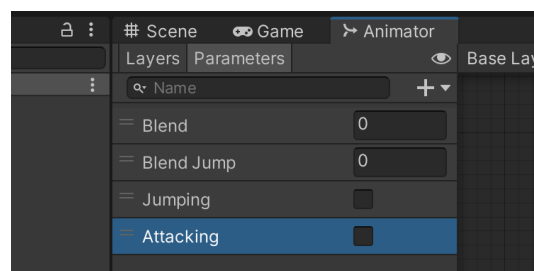 Scene Game Animator
Layers Parameters Base Lay
Name
Blend 0
Blend Jump 0
Jumping
Attacking